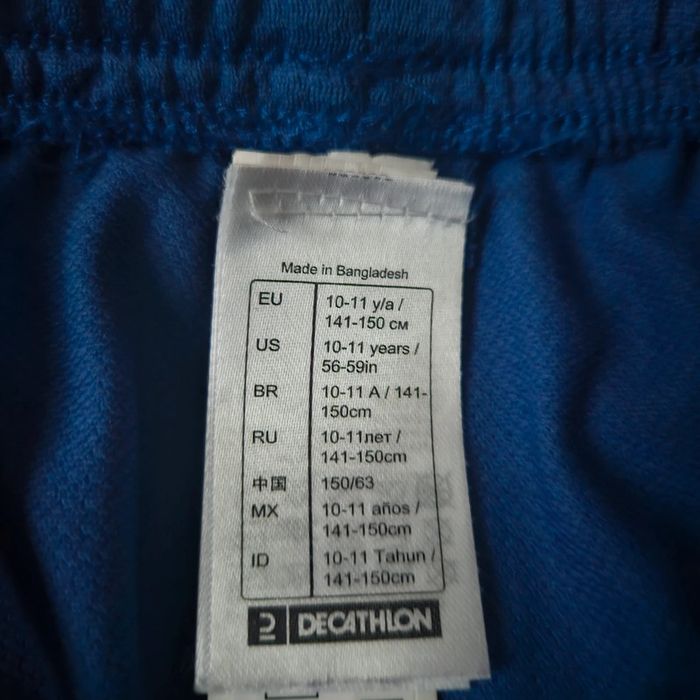 Made in Bangladesh
EU 10-11 y/a /
141-150 см
US 10-11 years /
56-59in
BR 10-11 A / 141-
150cm
RU 10-11лет /
141-150cm
中国 150/63
MX 10-11 años /
141-150cm
ID 10-11 Tahun /
141-150cm
DECATHLON